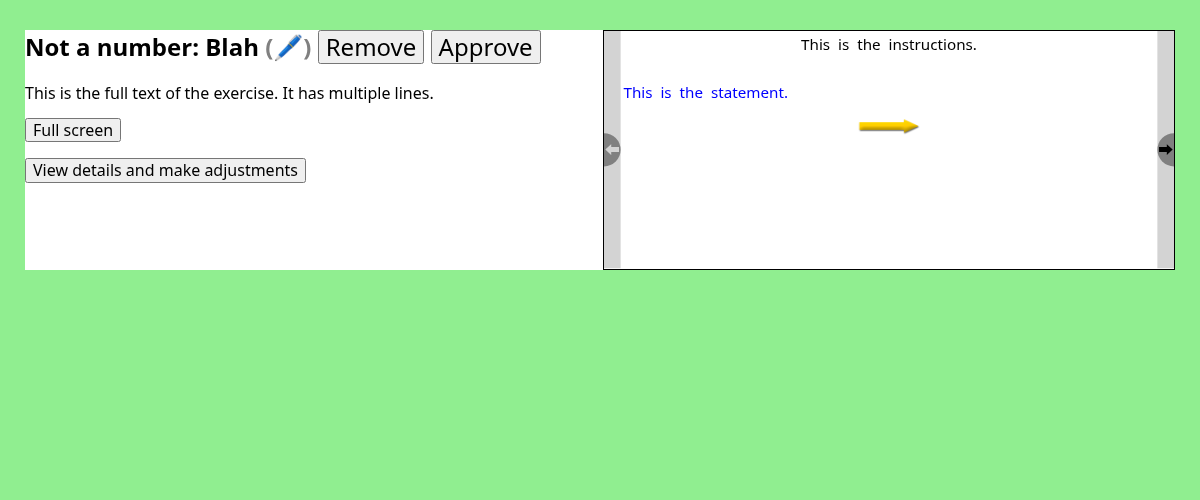 Not a number: Blah (🖊️) Remove Approve
This is the full text of the exercise. It has multiple lines.
Full screen
View details and make adjustments
This is the instructions.
This is the statement.